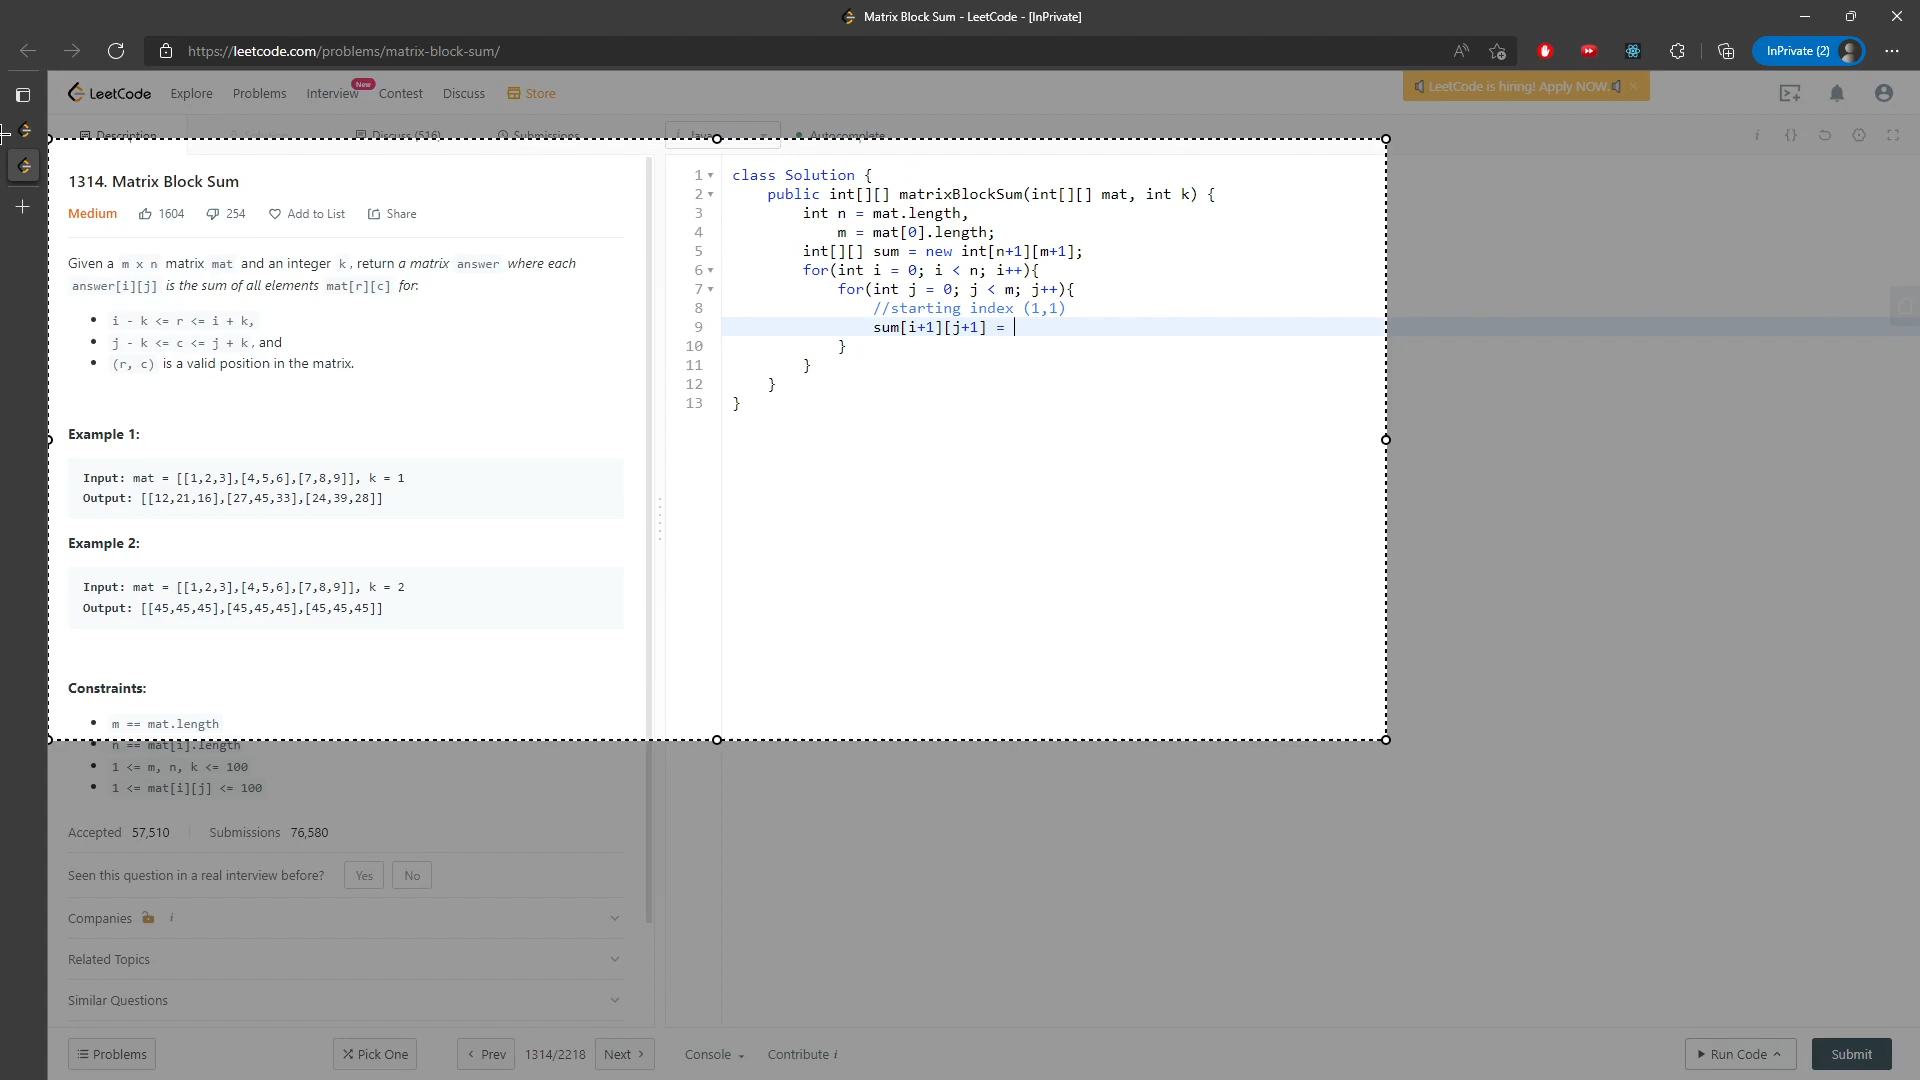 Matrix Block Sum - LeetCode - [InPrivate]
https://leetcode.com/problems/matrix-block-sum/
InPrivate (2)
LeetCode
Explore
Problems
Interview
New
Contest
Discuss
Store
LeetCode is hiring! Apply NOW.
Description
Discuss (516)
Submissions
Java
Autocomplete
1314. Matrix Block Sum
Medium
1604
254
Add to List
Share
Given a m x n matrix mat and an integer k, return a matrix answer where each
answer[i][j] is the sum of all elements mat[r][c] for:
i - k <= r <= i + k,
j - k <= c <= j + k, and
(r, c) is a valid position in the matrix.
Example 1:
Input: mat = [[1,2,3],[4,5,6],[7,8,9]], k = 1
Output: [[12,21,16],[27,45,33],[24,39,28]]
Example 2:
Input: mat = [[1,2,3],[4,5,6],[7,8,9]], k = 2
Output: [[45,45,45],[45,45,45],[45,45,45]]
Constraints:
m == mat.length
n == mat[i].length
1 <= m, n, k <= 100
1 <= mat[i][j] <= 100
Accepted 57,510
Submissions 76,580
Seen this question in a real interview before?
Yes
No
Companies
Related Topics
Similar Questions
1 class Solution {
2 public int[][] matrixBlockSum(int[][] mat, int k) {
3 int n = mat.length,
4 m = mat[0].length;
5 int[][] sum = new int[n+1][m+1];
6 for(int i = 0; i < n; i++){
7 for(int j = 0; j < m; j++){
8 //starting index (1,1)
9 sum[i+1][j+1] =
10 }
11 }
12 }
13 }
Problems
Pick One
Prev
1314/2218
Next
Console
Contribute i
Run Code
Submit